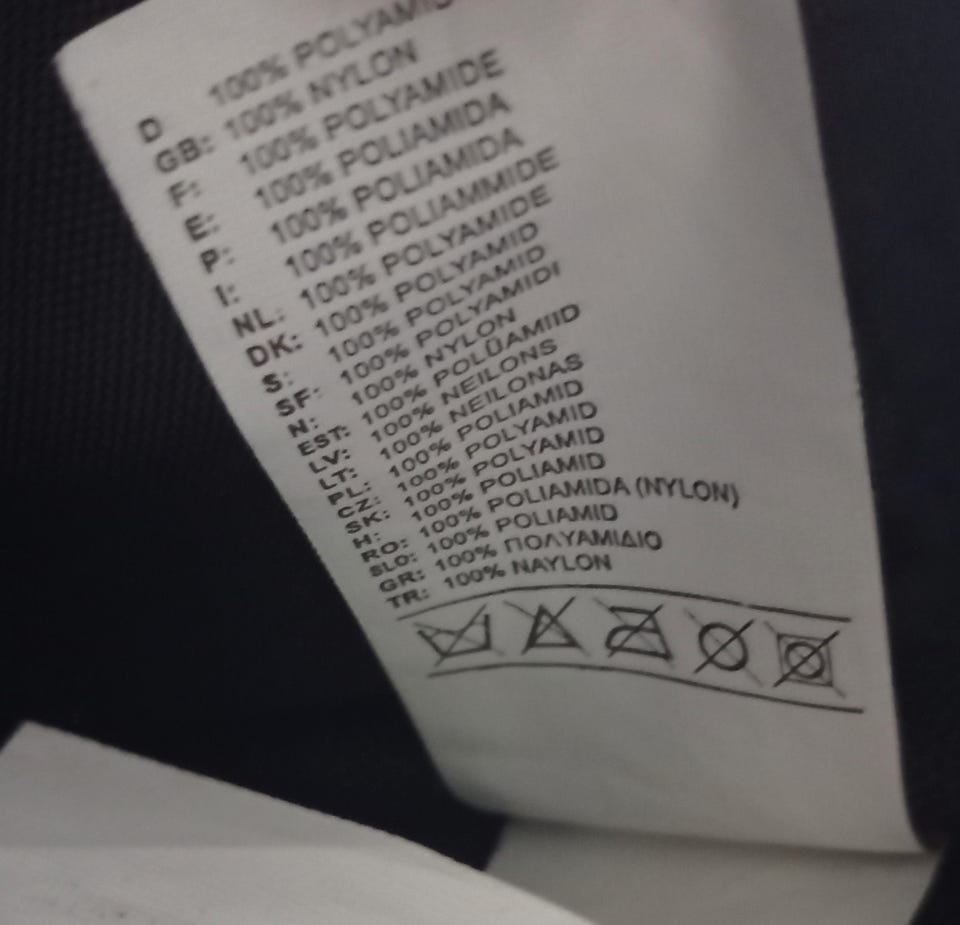 D 100% POLYAMID
GB: 100% NYLON
F: 100% POLYAMIDE
E: 100% POLIAMIDA
P: 100% POLIAMIDA
I: 100% POLIAMMIDE
NL: 100% POLYAMIDE
DK: 100% POLYAMID
S: 100% POLYAMID
SF: 100% POLYAMIDI
N: 100% NYLON
EST: 100% POLÜAMIID
LV: 100% NEILONS
LT: 100% NEILONAS
PL: 100% POLIAMID
CZ: 100% POLYAMID
SK: 100% POLYAMID
H: 100% POLIAMID
RO: 100% POLIAMIDA (NYLON)
SLO: 100% POLIAMID
GR: 100% ΠΟΛΥΑΜΙΔΙΟ
TR: 100% NAYLON